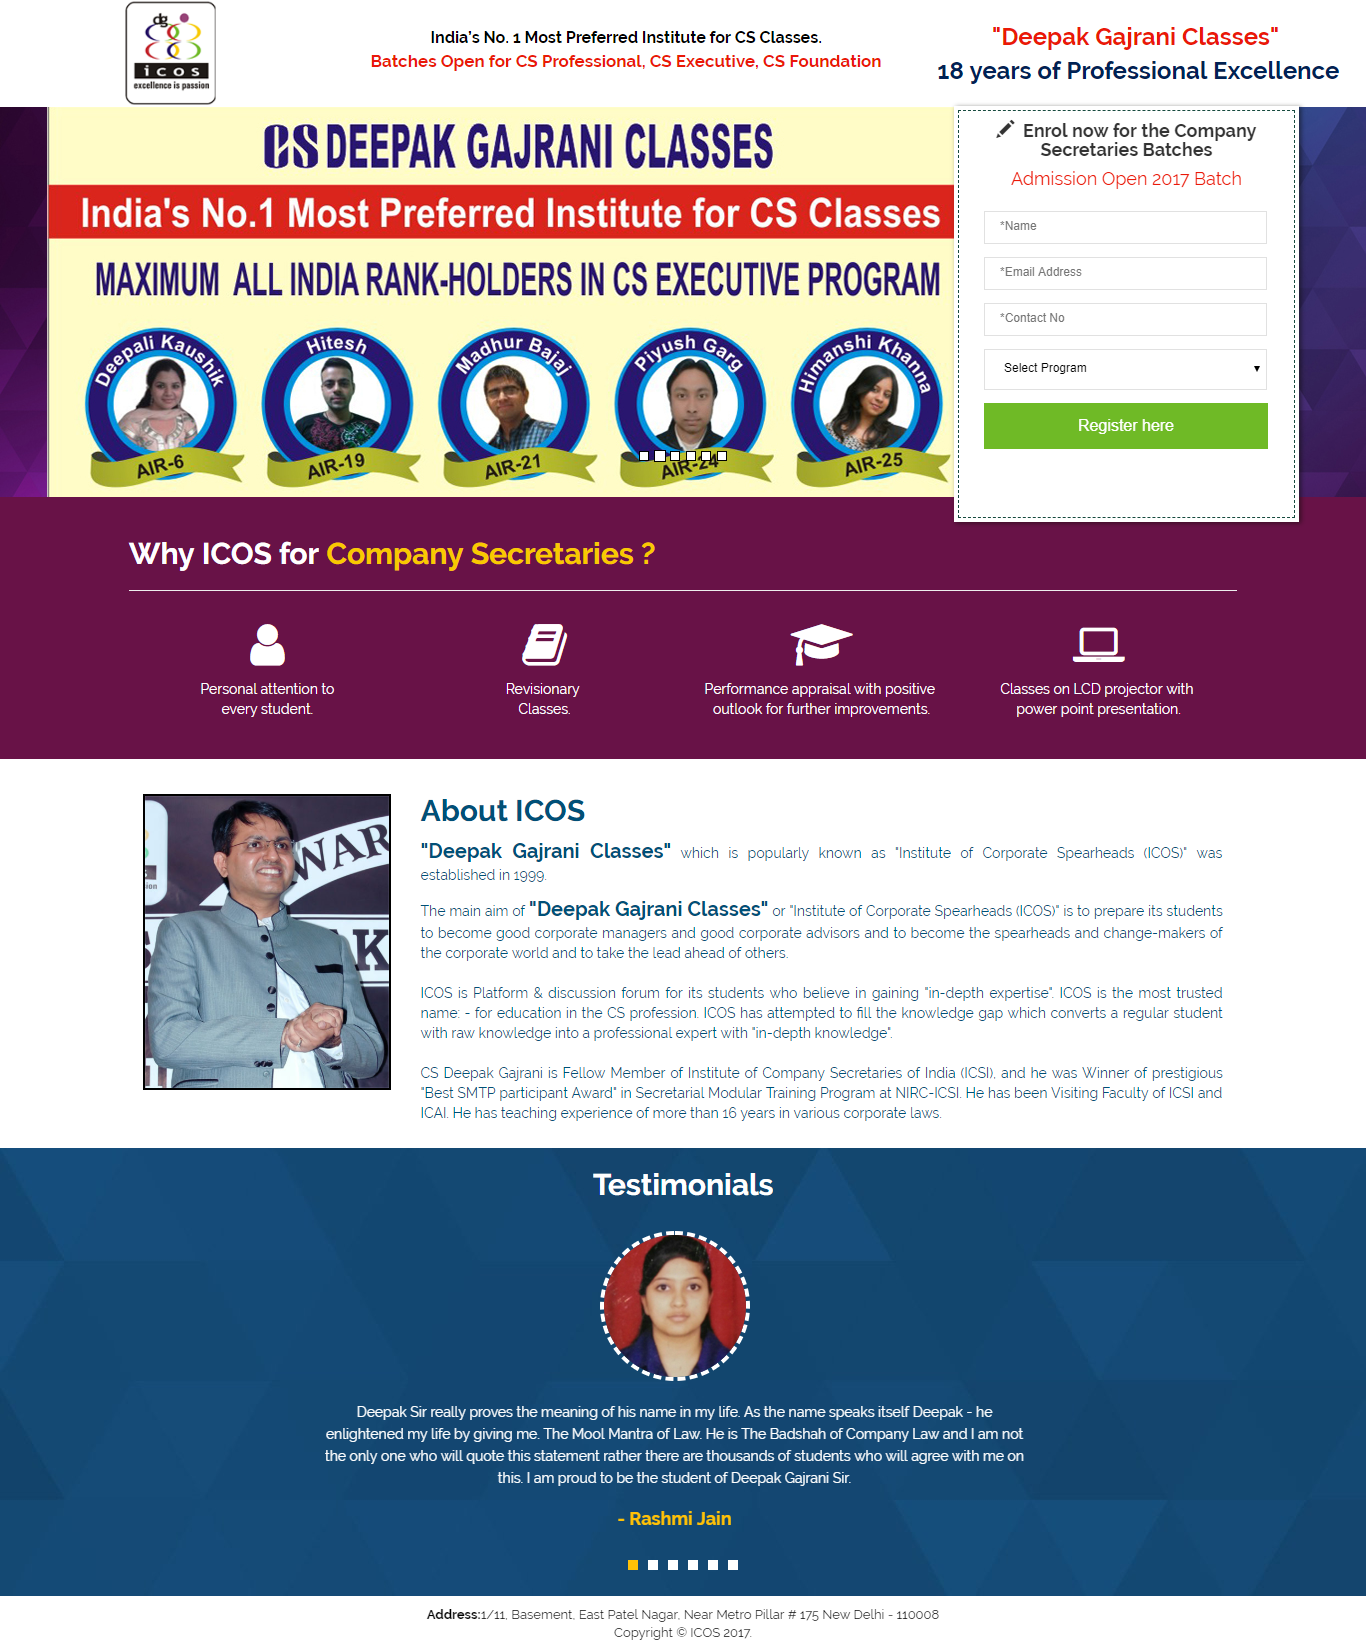 dg
icos
excellence is passion
India's No. 1 Most Preferred Institute for CS Classes.
Batches Open for CS Professional, CS Executive, CS Foundation
"Deepak Gajrani Classes"
18 years of Professional Excellence
CS DEEPAK GAJRANI CLASSES
India's No.1 Most Preferred Institute for CS Classes
MAXIMUM ALL INDIA RANK-HOLDERS IN CS EXECUTIVE PROGRAM
Deepali Kaushik
Hitesh
Madhur Bajaj
Piyush Garg
Himanshi Khanna
AIR-6
AIR-19
AIR-21
AIR-24
AIR-25
Enrol now for the Company
Secretaries Batches
Admission Open 2017 Batch
*Name
*Email Address
*Contact No
Select Program
Register here
Why ICOS for Company Secretaries ?
Personal attention to
every student.
Revisionary
Classes.
Performance appraisal with positive
outlook for further improvements.
Classes on LCD projector with
power point presentation.
About ICOS
"Deepak Gajrani Classes" which is popularly known as "Institute of Corporate Spearheads (ICOS)" was
established in 1999.
The main aim of "Deepak Gajrani Classes" or "Institute of Corporate Spearheads (ICOS)" is to prepare its students
to become good corporate managers and good corporate advisors and to become the spearheads and change-makers of
the corporate world and to take the lead ahead of others.
ICOS is Platform & discussion forum for its students who believe in gaining "in-depth expertise". ICOS is the most trusted
name: - for education in the CS profession. ICOS has attempted to fill the knowledge gap which converts a regular student
with raw knowledge into a professional expert with "in-depth knowledge".
CS Deepak Gajrani is Fellow Member of Institute of Company Secretaries of India (ICSI), and he was Winner of prestigious
"Best SMTP participant Award" in Secretarial Modular Training Program at NIRC-ICSI. He has been Visiting Faculty of ICSI and
ICAI. He has teaching experience of more than 16 years in various corporate laws.
Testimonials
Deepak Sir really proves the meaning of his name in my life. As the name speaks itself Deepak - he
enlightened my life by giving me. The Mool Mantra of Law. He is The Badshah of Company Law and I am not
the only one who will quote this statement rather there are thousands of students who will agree with me on
this. I am proud to be the student of Deepak Gajrani Sir.
- Rashmi Jain
Address:1/11, Basement, East Patel Nagar, Near Metro Pillar # 175 New Delhi - 110008
Copyright © ICOS 2017.